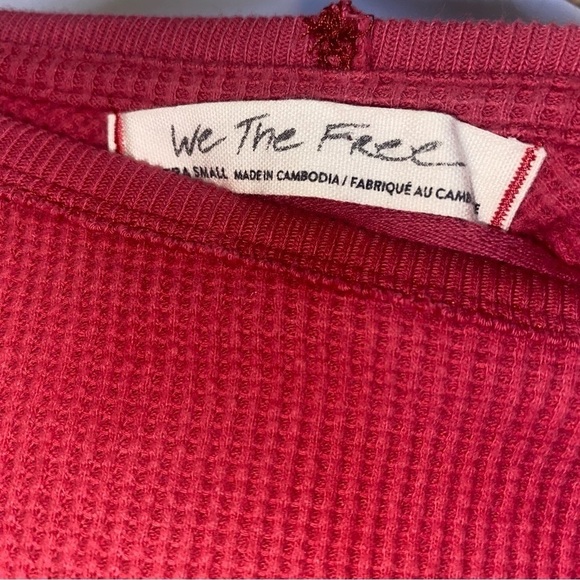 We The Free
SMALL MADE IN CAMBODIA / FABRIQUÉ AU